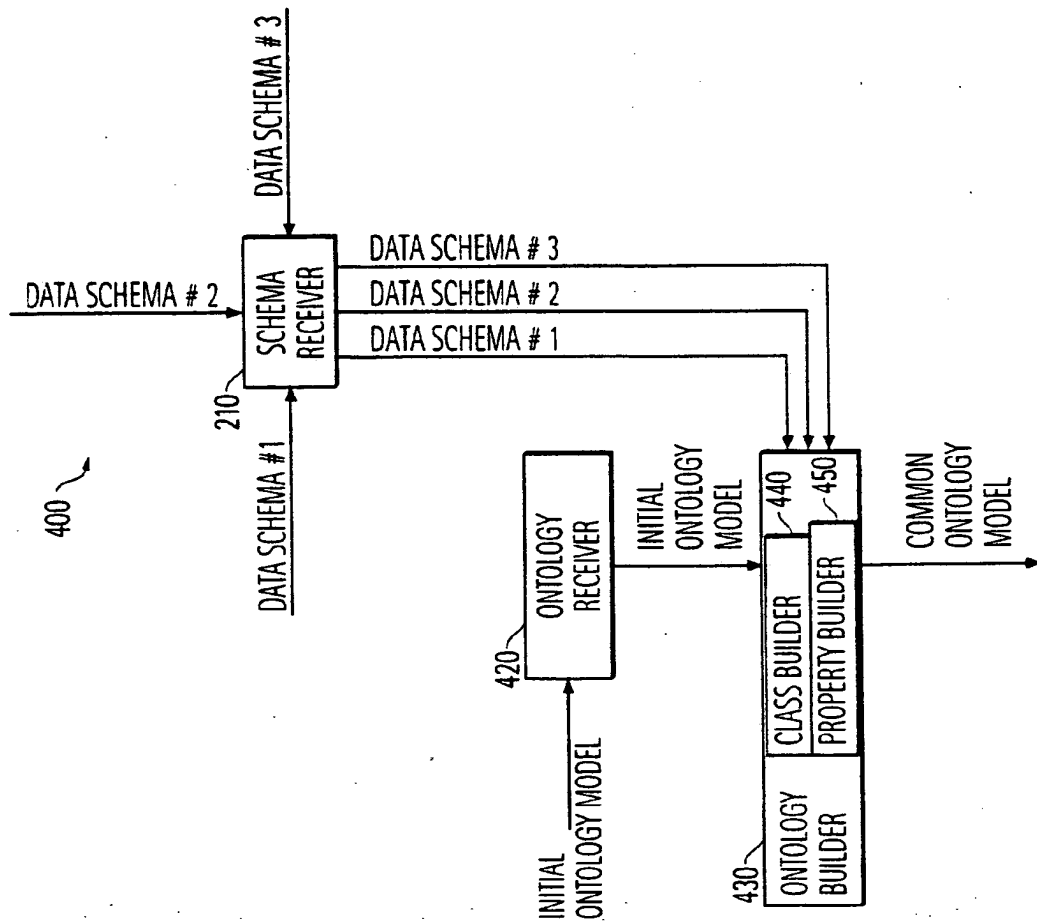 400
DATA SCHEMA # 2
DATA SCHEMA #1
DATA SCHEMA # 3
210
SCHEMA
RECEIVER
DATA SCHEMA # 3
DATA SCHEMA # 2
DATA SCHEMA # 1
INITIAL
ONTOLOGY MODEL
420
ONTOLOGY
RECEIVER
INITIAL
ONTOLOGY
MODEL
430
ONTOLOGY
BUILDER
CLASS BUILDER
440
PROPERTY BUILDER
450
COMMON
ONTOLOGY
MODEL